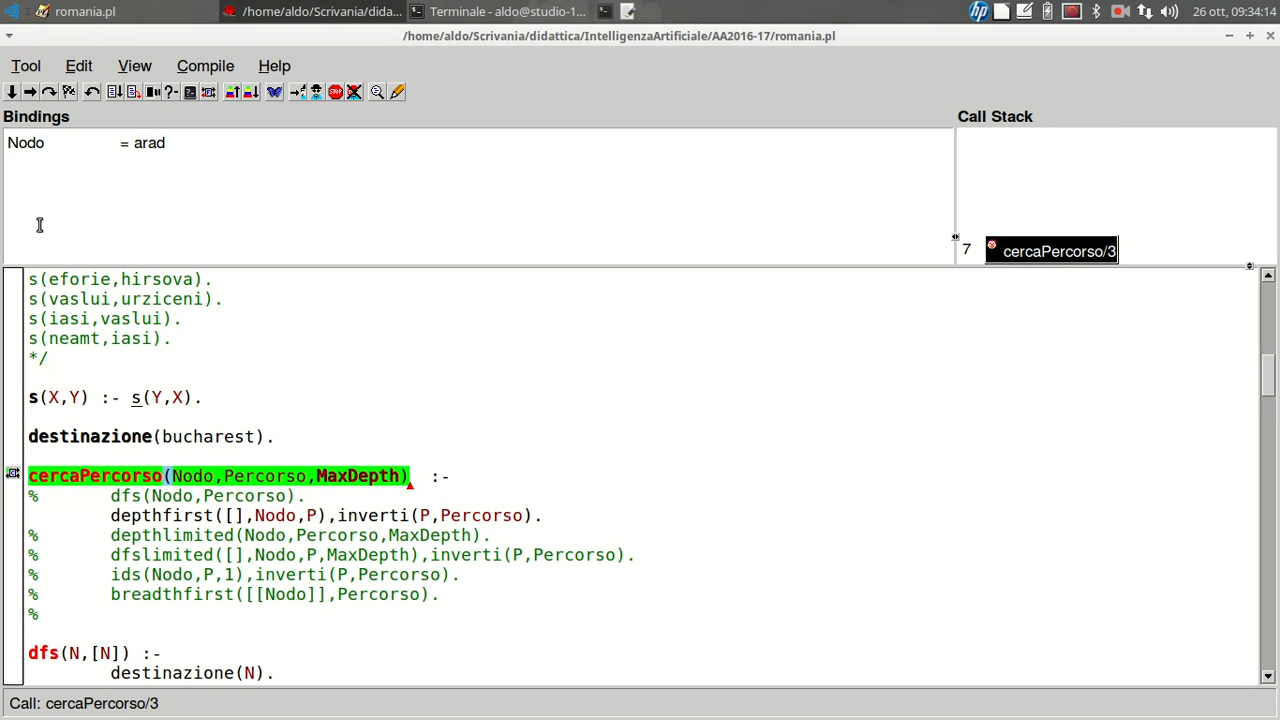 romania.pl
/home/aldo/Scrivania/dida...
Terminale - aldo@studio-1...
26 ott, 09:34:14
/home/aldo/Scrivania/didattica/IntelligenzaArtificiale/AA2016-17/romania.pl
Tool Edit View Compile Help
Bindings
Call Stack
Nodo = arad
7 cercaPercorso/3
s(eforie,hirsova).
s(vaslui,urziceni).
s(iasi,vaslui).
s(neamt,iasi).
*/
s(X,Y) :- s(Y,X).
destinazione(bucharest).
cercaPercorso(Nodo,Percorso,MaxDepth) :-
% dfs(Nodo,Percorso).
depthfirst([],Nodo,P),inverti(P,Percorso).
% depthlimited(Nodo,Percorso,MaxDepth).
% dfslimited([],Nodo,P,MaxDepth),inverti(P,Percorso).
% ids(Nodo,P,1),inverti(P,Percorso).
% breadthfirst([[Nodo]],Percorso).
%
dfs(N,[N]) :-
destinazione(N).
Call: cercaPercorso/3